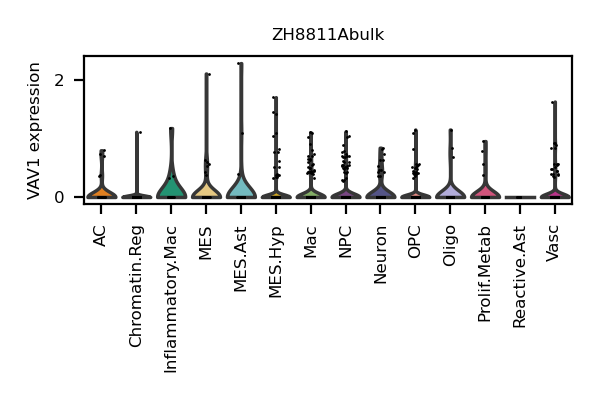 ZH8811Abulk
VAV1 expression
2
0
AC
Chromatin.Reg
Inflammatory.Mac
MES
MES.Ast
MES.Hyp
Mac
NPC
Neuron
OPC
Oligo
Prolif.Metab
Reactive.Ast
Vasc